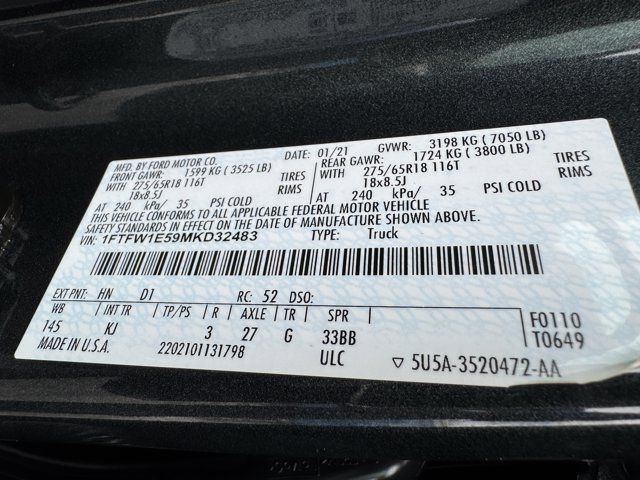 MFD. BY FORD MOTOR CO. DATE: 01/21 GVWR: 3198 KG ( 7050 LB)
FRONT GAWR: 1599 KG ( 3525 LB) REAR GAWR: 1724 KG ( 3800 LB)
WITH 275/65R18 116T TIRES WITH 275/65R18 116T TIRES
18x8.5J RIMS 18x8.5J RIMS
AT 240 kPa/ 35 PSI COLD AT 240 kPa/ 35 PSI COLD
THIS VEHICLE CONFORMS TO ALL APPLICABLE FEDERAL MOTOR VEHICLE
SAFETY STANDARDS IN EFFECT ON THE DATE OF MANUFACTURE SHOWN ABOVE.
VIN: 1FTFW1E59MKD32483 TYPE: Truck
EXT PNT: HN D1 RC: 52 DSO:
WB INT TR TP/PS R AXLE TR SPR
145 KJ 3 27 G 33BB
F0110
T0649
MADE IN U.S.A. 2202101131798 ULC ▽ 5U5A-3520472-AA